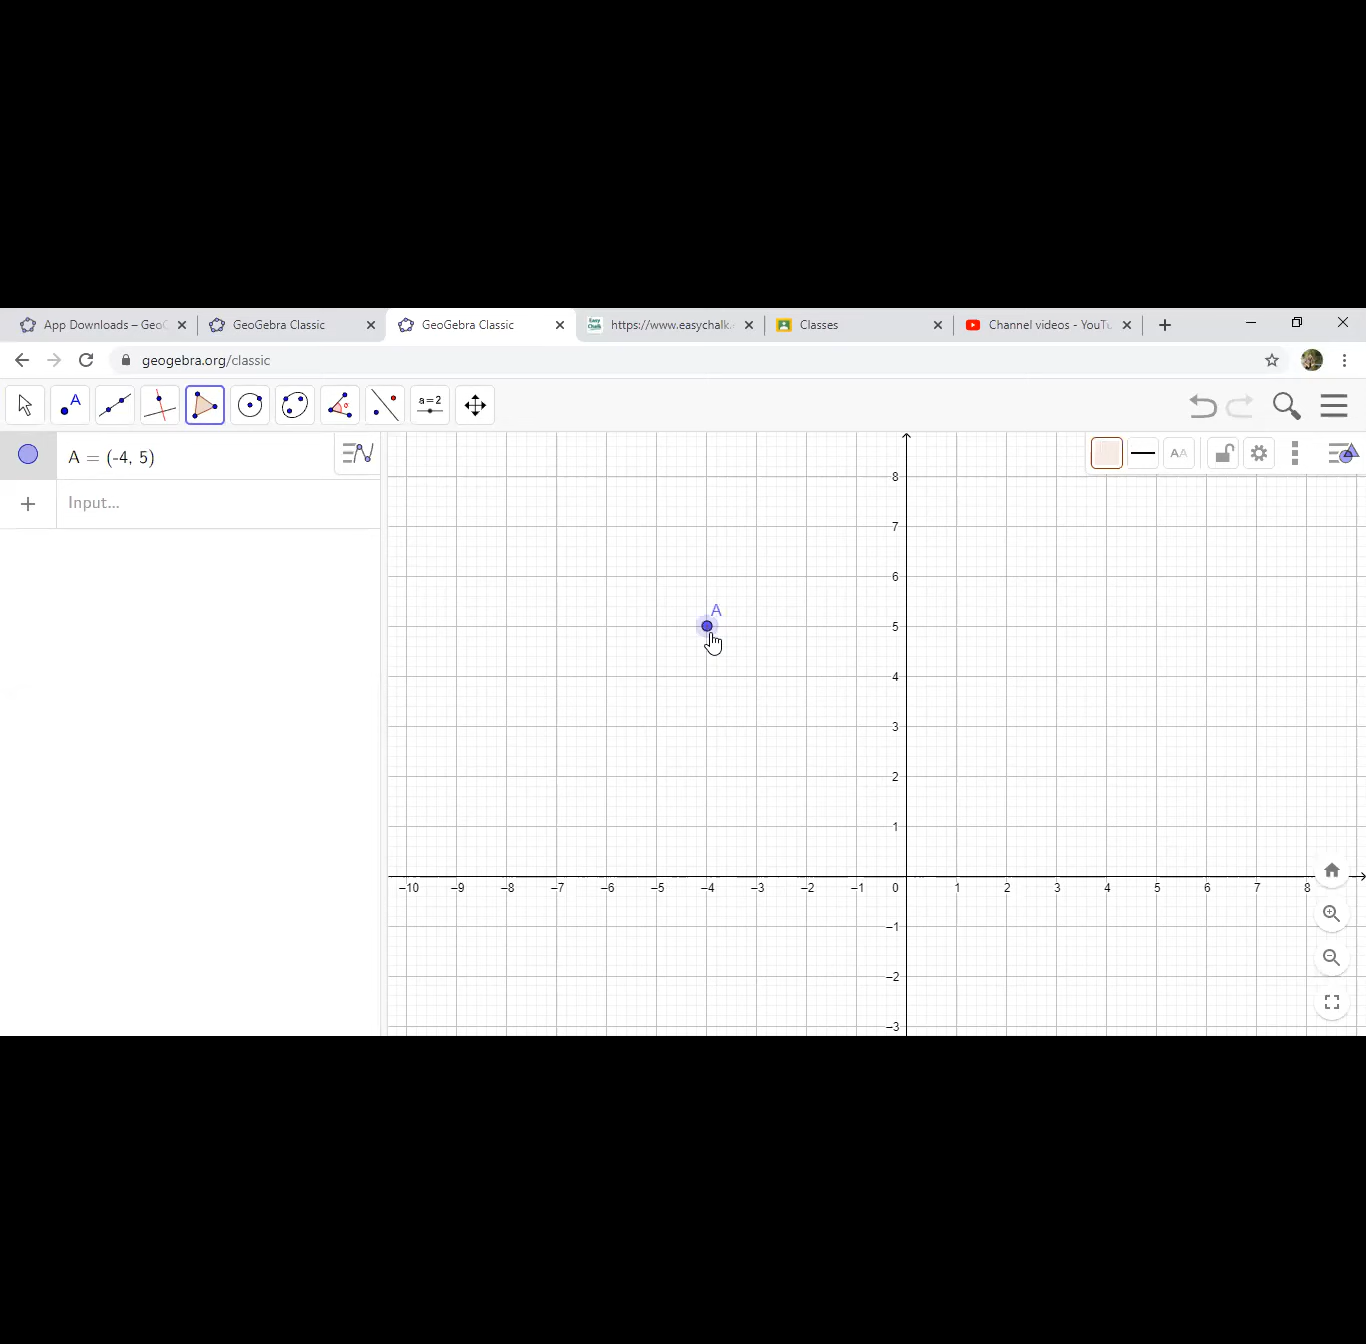 App Downloads – Geo
GeoGebra Classic
GeoGebra Classic
https://www.easychalk.
Classes
Channel videos - YouTu
geogebra.org/classic
A
a=2
A = (-4, 5)
AA
Input...
A
8
7
6
5
4
3
2
1
–10 –9 –8 –7 –6 –5 –4 –3 –2 –1 0 1 2 3 4 5 6 7 8
–1
–2
–3